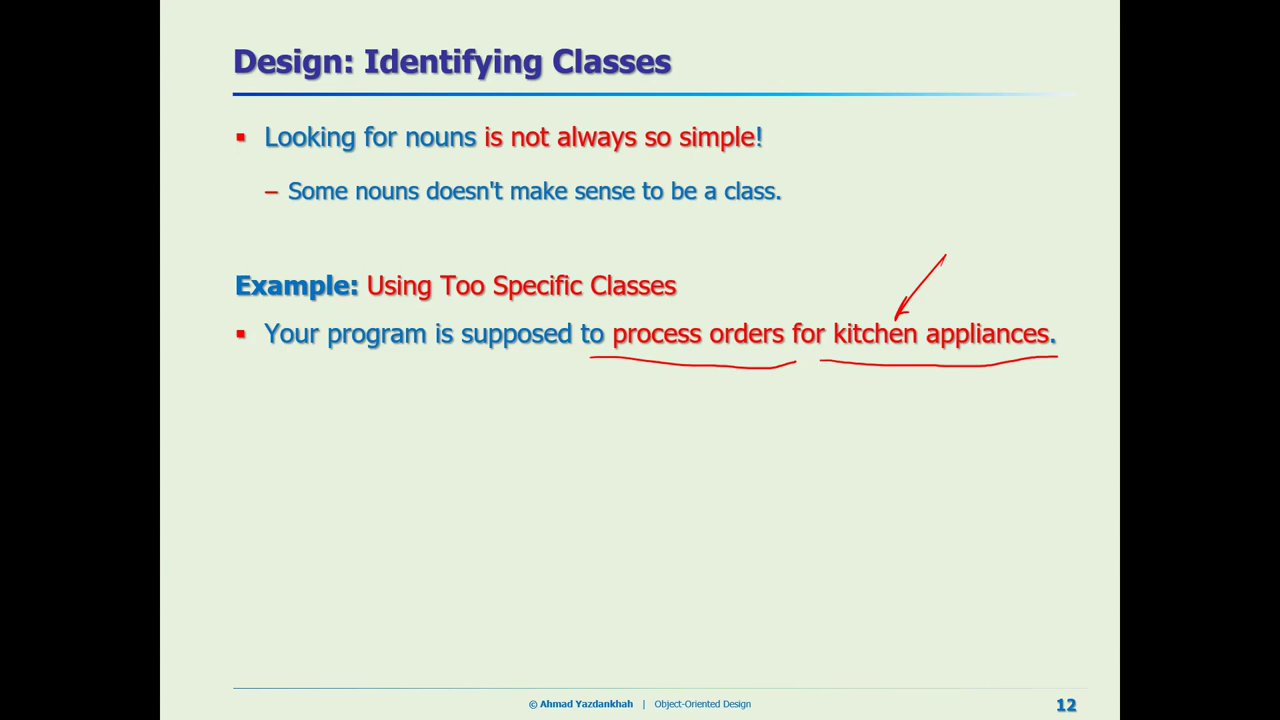 Design: Identifying Classes
▪ Looking for nouns is not always so simple!
– Some nouns doesn't make sense to be a class.
Example: Using Too Specific Classes
▪ Your program is supposed to process orders for kitchen appliances.
© Ahmad Yazdankhah | Object-Oriented Design
12